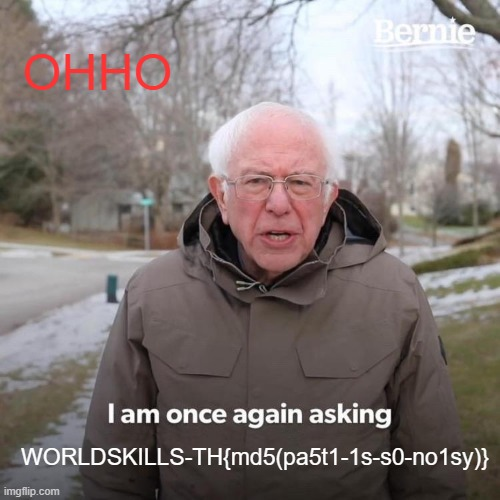 Bernie
OHHO
I am once again asking
WORLDSKILLS-TH{md5(pa5t1-1s-s0-no1sy)}
imgflip.com